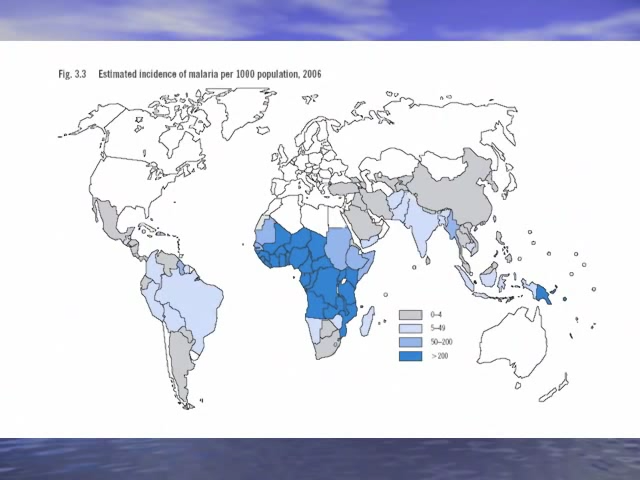 Fig. 3.3 Estimated incidence of malaria per 1000 population, 2006
0–4
5–49
50–200
>200